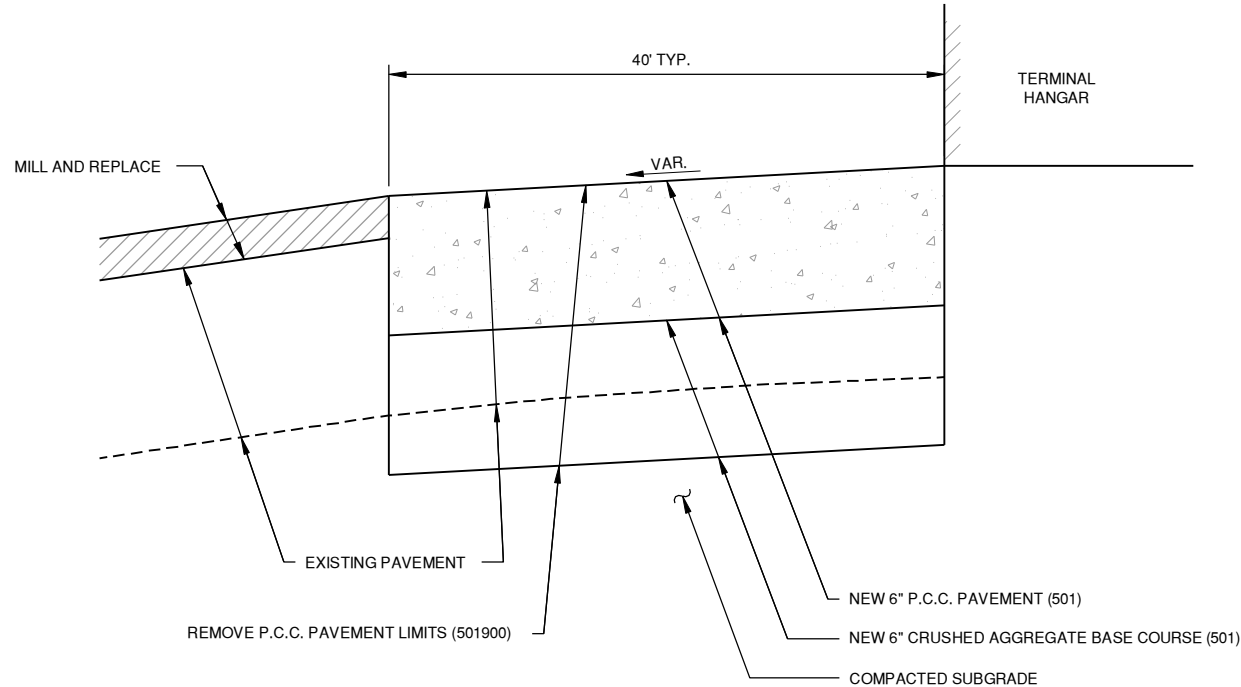 40' TYP.
TERMINAL
HANGAR
MILL AND REPLACE
VAR.
EXISTING PAVEMENT
NEW 6" P.C.C. PAVEMENT (501)
REMOVE P.C.C. PAVEMENT LIMITS (501900)
NEW 6" CRUSHED AGGREGATE BASE COURSE (501)
COMPACTED SUBGRADE